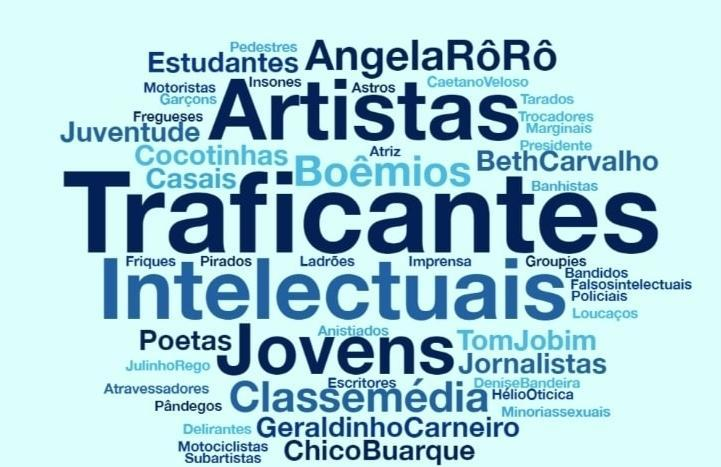 Pedestres
Estudantes AngelaRôRô
Motoristas Insones Astros CaetanoVeloso
Garçons Artistas Tarados
Fregueses Trocadores
Juventude Marginais
Cocotinhas Atriz Presidente
Casais Boêmios BethCarvalho
Banhistas
Traficantes
Friques Pirados Ladrões Imprensa Groupies
Intelectuais Bandidos
Falsosintelectuais
Policiais
Loucaços
Poetas Anistiados TomJobim
Jovens
JulinhoRego Jornalistas
Atravessadores Escritores DeniseBandeira
Pândegos Classemédia HélioOticica
Minoriassexuais
Delirantes GeraldinhoCarneiro
Motociclistas ChicoBuarque
Subartistas